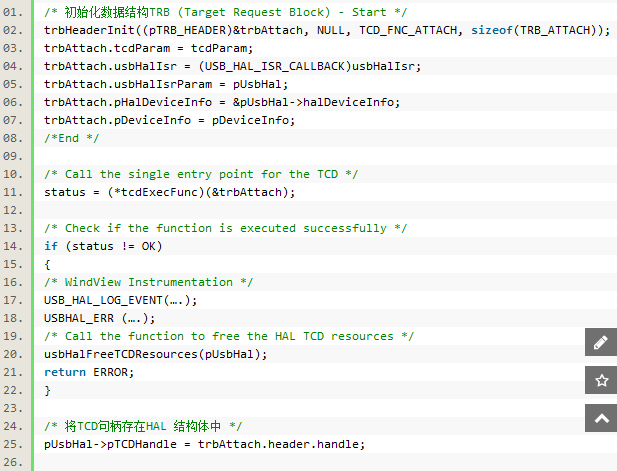 01. /* 初始化数据结构TRB (Target Request Block) - Start */
02. trbHeaderInit((pTRB_HEADER)&trbAttach, NULL, TCD_FNC_ATTACH, sizeof(TRB_ATTACH));
03. trbAttach.tcdParam = tcdParam;
04. trbAttach.usbHalIsr = (USB_HAL_ISR_CALLBACK)usbHalIsr;
05. trbAttach.usbHalIsrParam = pUsbHal;
06. trbAttach.pHalDeviceInfo = &pUsbHal->halDeviceInfo;
07. trbAttach.pDeviceInfo = pDeviceInfo;
08. /*End */
09.
10. /* Call the single entry point for the TCD */
11. status = (*tcdExecFunc)(&trbAttach);
12.
13. /* Check if the function is executed successfully */
14. if (status != OK)
15. {
16. /* WindView Instrumentation */
17. USB_HAL_LOG_EVENT(….);
18. USBHAL_ERR (….);
19. /* Call the function to free the HAL TCD resources */
20. usbHalFreeTCDResources(pUsbHal);
21. return ERROR;
22. }
23.
24. /* 将TCD句柄存在HAL 结构体中 */
25. pUsbHal->pTCDHandle = trbAttach.header.handle;
26.